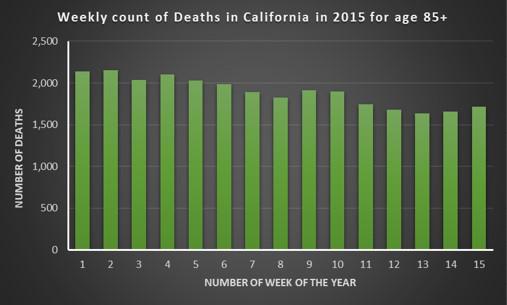 Weekly count of Deaths in California in 2015 for age 85+
2,500
2,000
1,500
1,000
500
0
NUMBER OF DEATHS
1 2 3 4 5 6 7 8 9 10 11 12 13 14 15
NUMBER OF WEEK OF THE YEAR